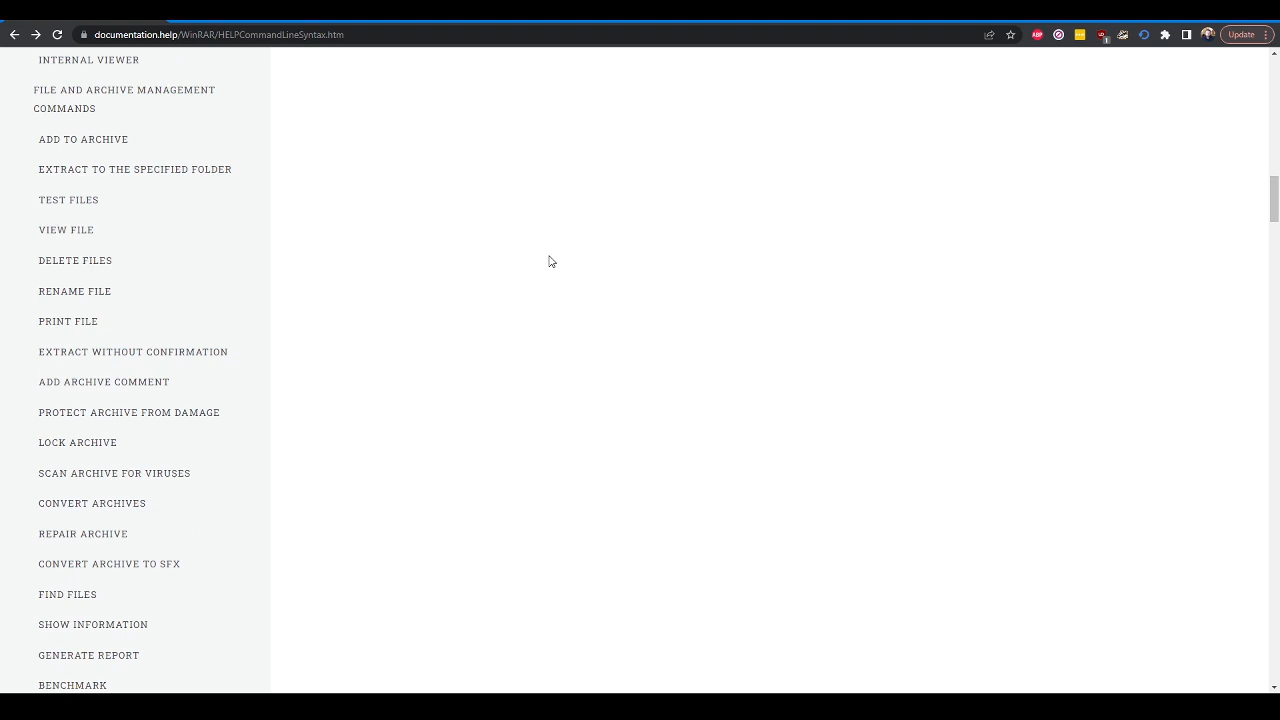 documentation.help/WinRAR/HELPCommandLineSyntax.htm
ABP
1
Update
INTERNAL VIEWER
FILE AND ARCHIVE MANAGEMENT
COMMANDS
ADD TO ARCHIVE
EXTRACT TO THE SPECIFIED FOLDER
TEST FILES
VIEW FILE
DELETE FILES
RENAME FILE
PRINT FILE
EXTRACT WITHOUT CONFIRMATION
ADD ARCHIVE COMMENT
PROTECT ARCHIVE FROM DAMAGE
LOCK ARCHIVE
SCAN ARCHIVE FOR VIRUSES
CONVERT ARCHIVES
REPAIR ARCHIVE
CONVERT ARCHIVE TO SFX
FIND FILES
SHOW INFORMATION
GENERATE REPORT
BENCHMARK